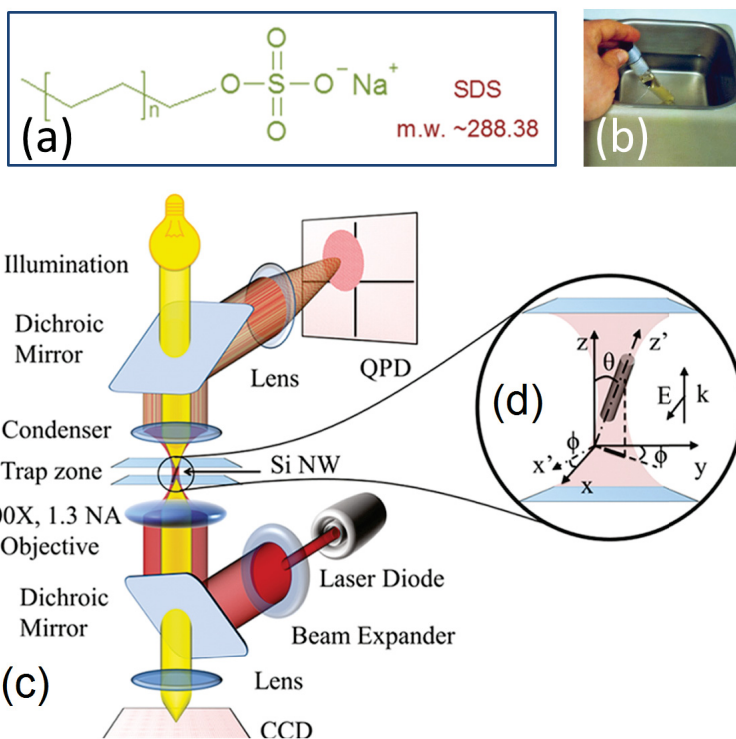 O
O
S
O
⁻
Na⁺
O
n
SDS
m.w. ~288.38
(a)
(b)
Illumination
Dichroic
Mirror
Lens
QPD
Condenser
Trap zone
Si NW
00X, 1.3 NA
Objective
Laser Diode
Dichroic
Mirror
Beam Expander
(c)
Lens
CCD
(d)
z
z'
θ
E
k
x'
ϕ
ϕ
x
y